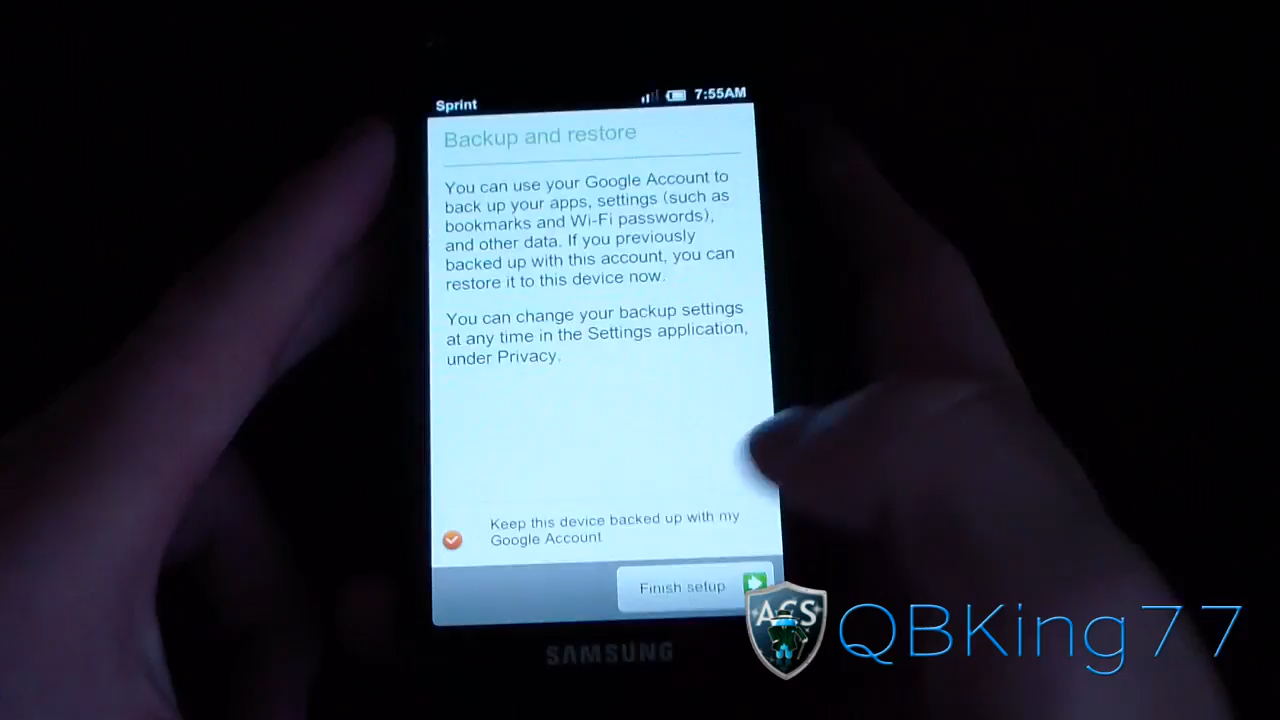 Sprint
7:55AM
Backup and restore
You can use your Google Account to
back up your apps, settings (such as
bookmarks and Wi-Fi passwords),
and other data. If you previously
backed up with this account, you can
restore it to this device now.
You can change your backup settings
at any time in the Settings application,
under Privacy.
Keep this device backed up with my
Google Account
Finish setup
SAMSUNG
ACS
QBKing77